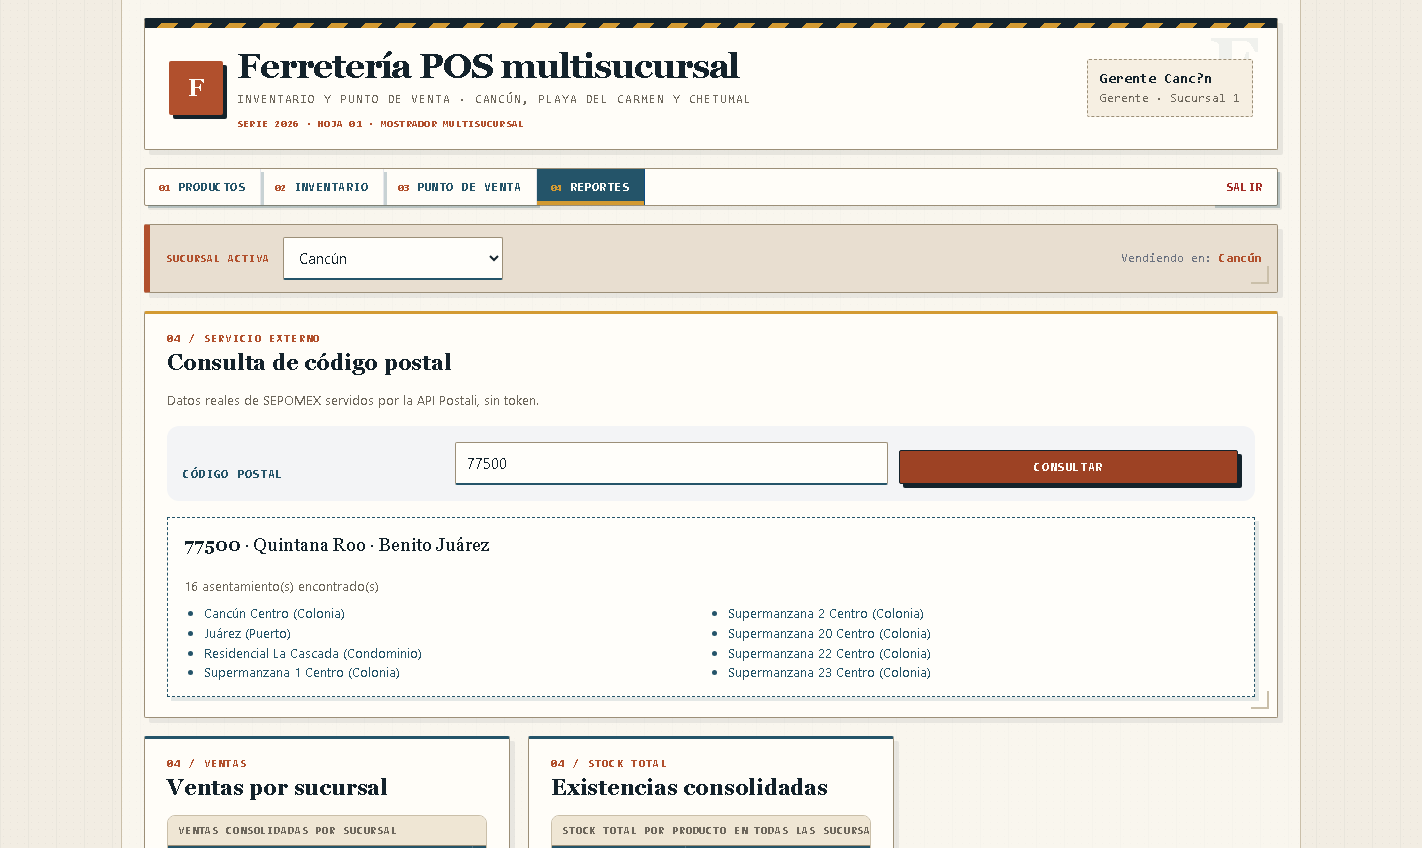 F
Ferretería POS multisucursal
INVENTARIO Y PUNTO DE VENTA · CANCÚN, PLAYA DEL CARMEN Y CHETUMAL
SERIE 2026 · HOJA 01 · MOSTRADOR MULTISUCURSAL
F
Gerente Canc?n
Gerente · Sucursal 1
01 PRODUCTOS
02 INVENTARIO
03 PUNTO DE VENTA
04 REPORTES
SALIR
SUCURSAL ACTIVA
Cancún
Vendiendo en: Cancún
04 / SERVICIO EXTERNO
Consulta de código postal
Datos reales de SEPOMEX servidos por la API Postali, sin token.
CÓDIGO POSTAL
77500
CONSULTAR
77500 · Quintana Roo · Benito Juárez
16 asentamiento(s) encontrado(s)
Cancún Centro (Colonia)
Juárez (Puerto)
Residencial La Cascada (Condominio)
Supermanzana 1 Centro (Colonia)
Supermanzana 2 Centro (Colonia)
Supermanzana 20 Centro (Colonia)
Supermanzana 22 Centro (Colonia)
Supermanzana 23 Centro (Colonia)
04 / VENTAS
Ventas por sucursal
VENTAS CONSOLIDADAS POR SUCURSAL
04 / STOCK TOTAL
Existencias consolidadas
STOCK TOTAL POR PRODUCTO EN TODAS LAS SUCURSA